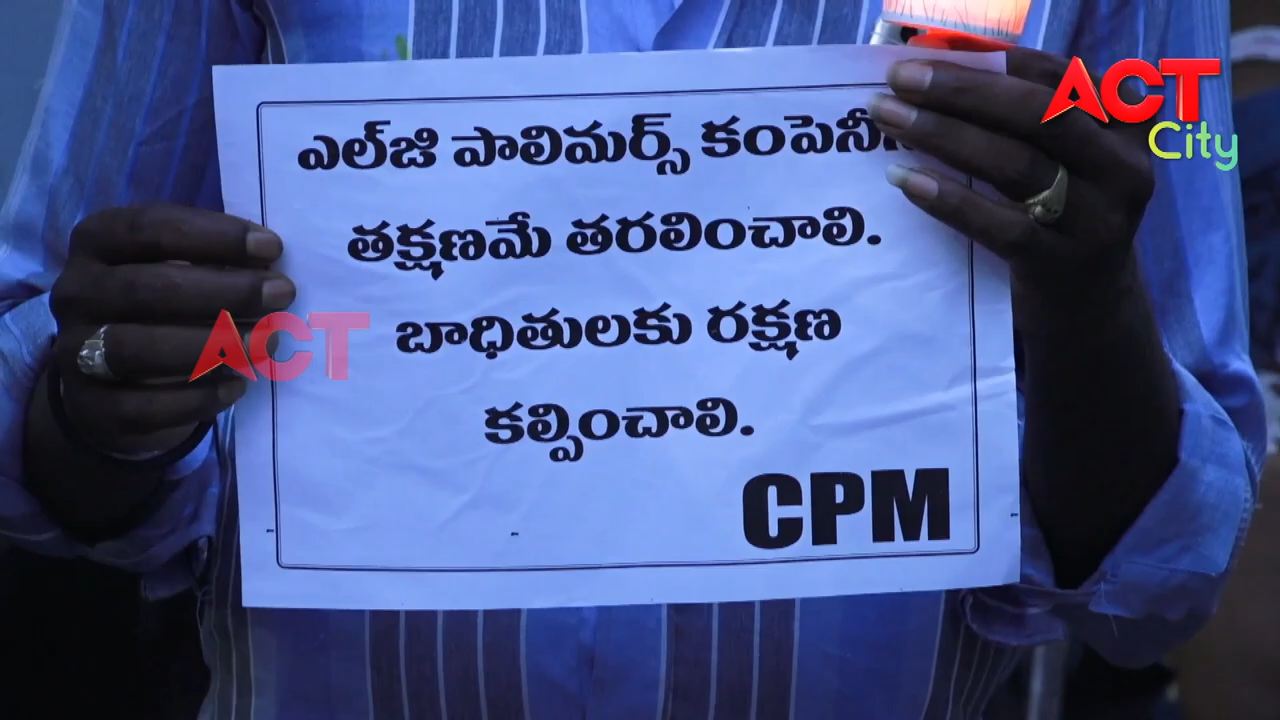 ACT
City
ఎల్‌జి పాలిమర్స్
తక్షణమే తరలించాలి.
బాధితులకు రక్షణ
ACT
కల్పించాలి.
CPM